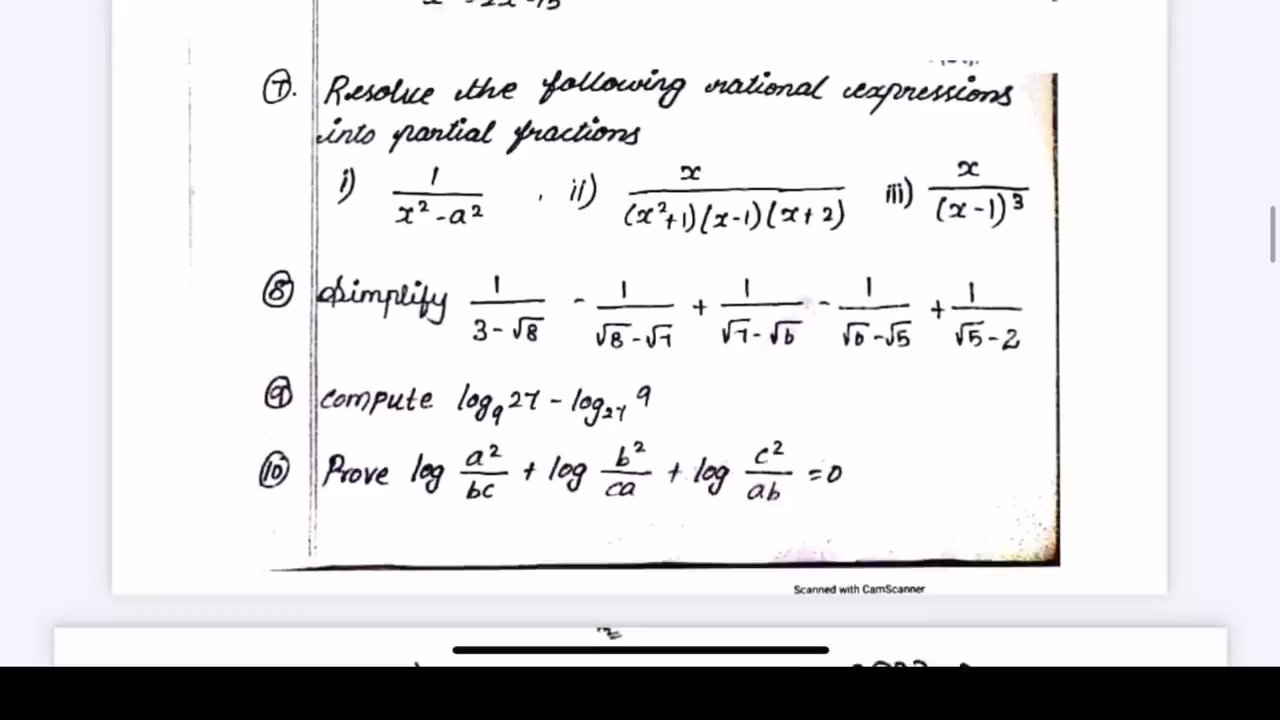 ⑦. Resolve the following rational expressions
into partial fractions
i) 1/(x² - a²) , ii) x/((x²+1)(x-1)(x+2)) iii) x/(x-1)³
⑧ Simplify 1/(3-√8) - 1/(√8-√7) + 1/(√7-√6) - 1/(√6-√5) + 1/(√5-2)
⑨ compute log₉27 - log₂₇9
⑩ Prove log a²/bc + log b²/ca + log c²/ab = 0
Scanned with CamScanner